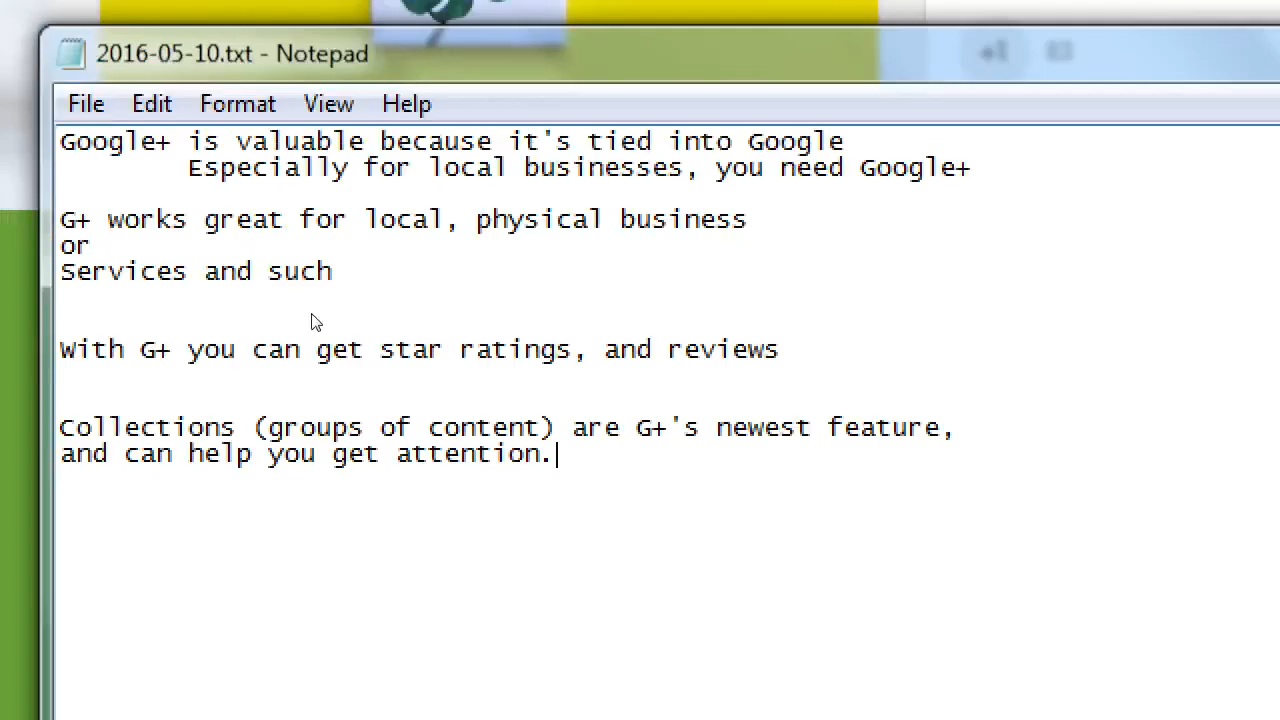 2016-05-10.txt - Notepad
File Edit Format View Help
Google+ is valuable because it's tied into Google
Especially for local businesses, you need Google+
G+ works great for local, physical business
or
Services and such
With G+ you can get star ratings, and reviews
Collections (groups of content) are G+'s newest feature,
and can help you get attention.